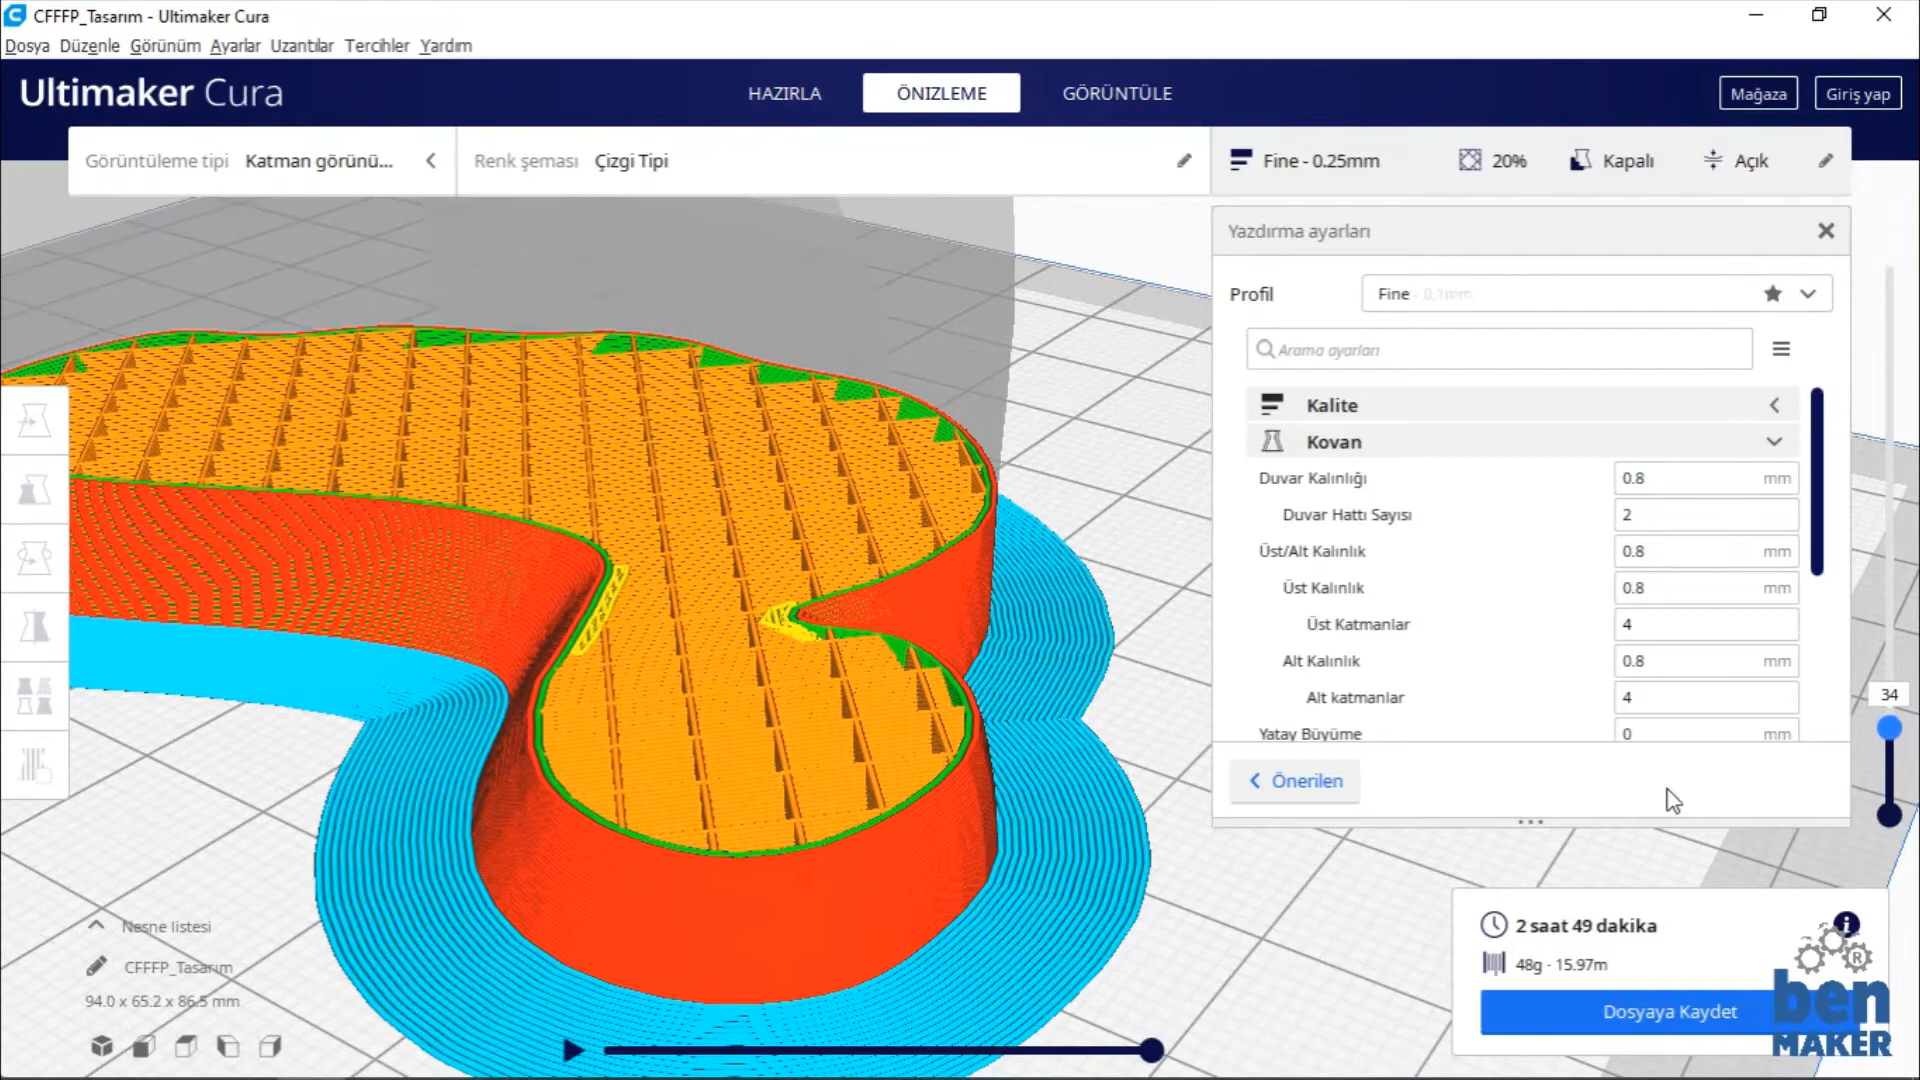 CFFFP_Tasarım - Ultimaker Cura
Dosya Düzenle Görünüm Ayarlar Uzantılar Tercihler Yardım
Ultimaker Cura
HAZIRLA
ÖNIZLEME
GÖRÜNTÜLE
Mağaza
Giriş yap
Görüntüleme tipi Katman görünü...
Renk şeması Çizgi Tipi
Fine - 0.25mm
20%
Kapalı
Açık
Yazdırma ayarları
Profil
Fine - 0.1mm
Arama ayarları
Kalite
Kovan
Duvar Kalınlığı 0.8 mm
Duvar Hattı Sayısı 2
Üst/Alt Kalınlık 0.8 mm
Üst Kalınlık 0.8 mm
Üst Katmanlar 4
Alt Kalınlık 0.8 mm
Alt katmanlar 4
Yatay Büyüme 0 mm
Önerilen
34
Nesne listesi
CFFFP_Tasarım
94.0 x 65.2 x 86.5 mm
2 saat 49 dakika
48g · 15.97m
Dosyaya Kaydet
R
ben
MAKER